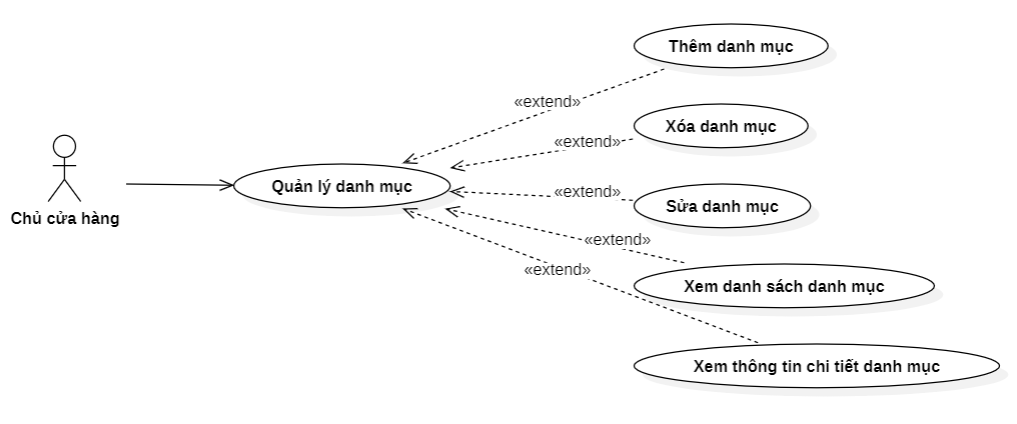 Thêm danh mục
«extend»
Xóa danh mục
«extend»
Quản lý danh mục
«extend»
Sửa danh mục
Chủ cửa hàng
«extend»
«extend»
Xem danh sách danh mục
Xem thông tin chi tiết danh mục